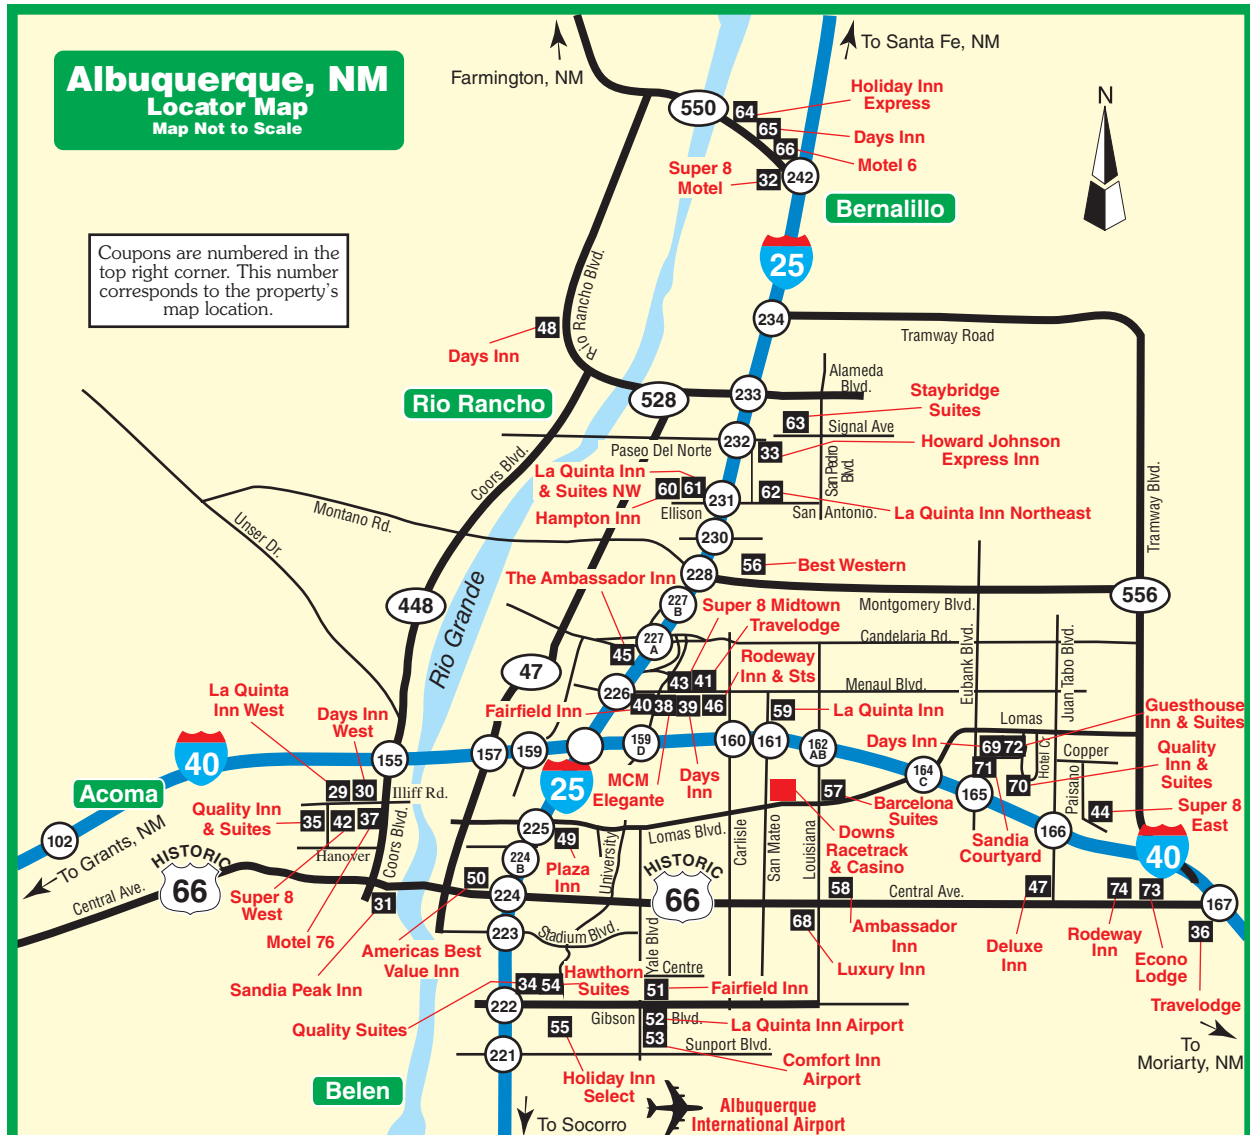 Albuquerque, NM
Locator Map
Map Not to Scale
Farmington, NM
To Santa Fe, NM
N
550
64
Holiday Inn
Express
65
Days Inn
66
Motel 6
Super 8
Motel
32
242
Bernalillo
25
Coupons are numbered in the
top right corner. This number
corresponds to the property's
map location.
Rio Rancho Blvd.
48
Days Inn
234
Tramway Road
Rio Rancho
528
233
Alameda
Blvd.
Staybridge
Suites
63
Signal Ave
232
Paseo Del Norte
33
Howard Johnson
Express Inn
San Pedro
Blvd.
Tramway Blvd.
Coors Blvd.
La Quinta Inn
& Suites NW
60
61
Hampton Inn
231
Ellison
62
San Antonio.
La Quinta Inn Northeast
Montano Rd.
Unser Dr.
230
56
Best Western
228
The Ambassador Inn
448
Rio Grande
227
B
Super 8 Midtown
Travelodge
Montgomery Blvd.
556
227
A
45
Candelaria Rd.
Eubank Blvd.
Juan Tabo Blvd.
47
43
41
Rodeway
Inn & Sts
226
Menaul Blvd.
40
38
39
46
Fairfield Inn
59
La Quinta Inn
Guesthouse
Inn & Suites
La Quinta
Inn West
Days Inn
West
Lomas
Days Inn
69
72
Hotel Cr.
Copper
Quality
Inn &
Suites
40
155
157
159
159
D
160
161
162
AB
71
70
Paisano
25
MCM
Elegante
Days
Inn
164
C
165
Acoma
29
30
Illiff Rd.
57
Barcelona
Suites
44
Super 8
East
Quality Inn
& Suites
35
42
37
102
To Grants, NM
Hanover
Coors Blvd.
225
49
Plaza
Inn
University
Lomas Blvd.
Carlisle
San Mateo
Louisiana
Downs
Racetrack
& Casino
Sandia
Courtyard
166
40
HISTORIC
66
Central Ave.
Super 8
West
224
B
50
224
HISTORIC
66
58
Central Ave.
47
74
73
167
31
Motel 76
Americas Best
Value Inn
Sandia Peak Inn
223
Stadium Blvd.
Yale Blvd
68
Luxury Inn
Ambassador
Inn
Deluxe
Inn
Rodeway
Inn
Econo
Lodge
36
Travelodge
Centre
34
54
Hawthorn
Suites
51
Fairfield Inn
Quality Suites
222
Gibson
Blvd.
52
La Quinta Inn Airport
55
53
Sunport Blvd.
221
Comfort Inn
Airport
To
Moriarty, NM
Holiday Inn
Select
Belen
To Socorro
Albuquerque
International Airport